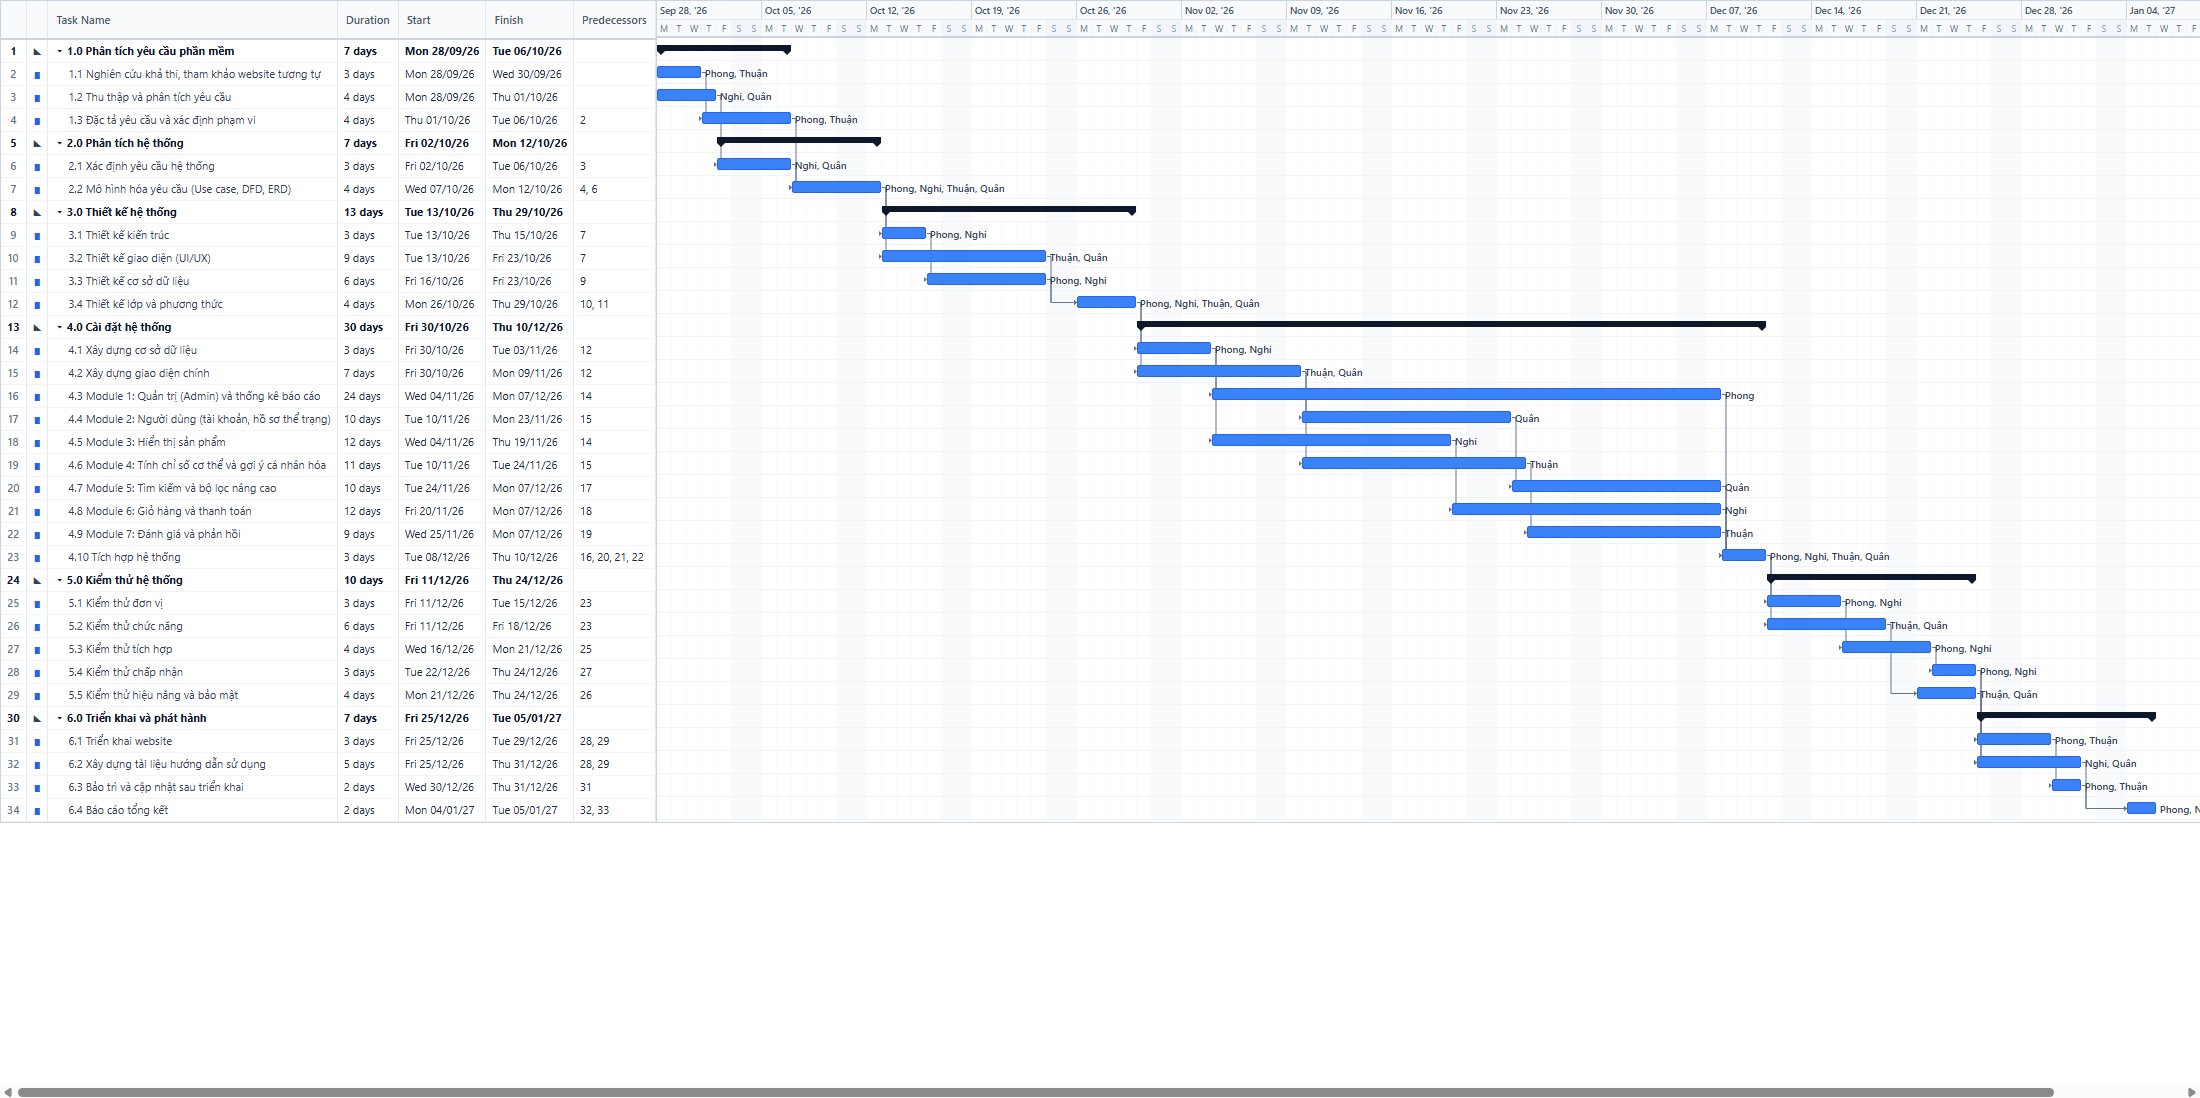 Task Name Duration Start Finish Predecessors Sep 28, '26 Oct 05, '26 Oct 12, '26 Oct 19, '26 Oct 26, '26 Nov 02, '26 Nov 09, '26 Nov 16, '26 Nov 23, '26 Nov 30, '26 Dec 07, '26 Dec 14, '26 Dec 21, '26 Dec 28, '26 Jan 04, '27
M T W T F S S M T W T F S S M T W T F S S M T W T F S S M T W T F S S M T W T F S S M T W T F S S M T W T F S S M T W T F S S M T W T F S S M T W T F S S M T W T F S S M T W T F S S M T W T F S S M T W T F
1 1.0 Phân tích yêu cầu phần mềm 7 days Mon 28/09/26 Tue 06/10/26
2 1.1 Nghiên cứu khả thi, tham khảo website tương tự 3 days Mon 28/09/26 Wed 30/09/26 Phong, Thuận
3 1.2 Thu thập và phân tích yêu cầu 4 days Mon 28/09/26 Thu 01/10/26 Nghi, Quân
4 1.3 Đặc tả yêu cầu và xác định phạm vi 4 days Thu 01/10/26 Tue 06/10/26 2 Phong, Thuận
5 2.0 Phân tích hệ thống 7 days Fri 02/10/26 Mon 12/10/26
6 2.1 Xác định yêu cầu hệ thống 3 days Fri 02/10/26 Tue 06/10/26 3 Nghi, Quân
7 2.2 Mô hình hóa yêu cầu (Use case, DFD, ERD) 4 days Wed 07/10/26 Mon 12/10/26 4, 6 Phong, Nghi, Thuận, Quân
8 3.0 Thiết kế hệ thống 13 days Tue 13/10/26 Thu 29/10/26
9 3.1 Thiết kế kiến trúc 3 days Tue 13/10/26 Thu 15/10/26 7 Phong, Nghi
10 3.2 Thiết kế giao diện (UI/UX) 9 days Tue 13/10/26 Fri 23/10/26 7 Thuận, Quân
11 3.3 Thiết kế cơ sở dữ liệu 6 days Fri 16/10/26 Fri 23/10/26 9 Phong, Nghi
12 3.4 Thiết kế lớp và phương thức 4 days Mon 26/10/26 Thu 29/10/26 10, 11 Phong, Nghi, Thuận, Quân
13 4.0 Cài đặt hệ thống 30 days Fri 30/10/26 Thu 10/12/26
14 4.1 Xây dựng cơ sở dữ liệu 3 days Fri 30/10/26 Tue 03/11/26 12 Phong, Nghi
15 4.2 Xây dựng giao diện chính 7 days Fri 30/10/26 Mon 09/11/26 12 Thuận, Quân
16 4.3 Module 1: Quản trị (Admin) và thống kê báo cáo 24 days Wed 04/11/26 Mon 07/12/26 14 Phong
17 4.4 Module 2: Người dùng (tài khoản, hồ sơ thể trạng) 10 days Tue 10/11/26 Mon 23/11/26 15 Quân
18 4.5 Module 3: Hiển thị sản phẩm 12 days Wed 04/11/26 Thu 19/11/26 14 Nghi
19 4.6 Module 4: Tính chỉ số cơ thể và gợi ý cá nhân hóa 11 days Tue 10/11/26 Tue 24/11/26 15 Thuận
20 4.7 Module 5: Tìm kiếm và bộ lọc nâng cao 10 days Tue 24/11/26 Mon 07/12/26 17 Quân
21 4.8 Module 6: Giỏ hàng và thanh toán 12 days Fri 20/11/26 Mon 07/12/26 18 Nghi
22 4.9 Module 7: Đánh giá và phản hồi 9 days Wed 25/11/26 Mon 07/12/26 19 Thuận
23 4.10 Tích hợp hệ thống 3 days Tue 08/12/26 Thu 10/12/26 16, 20, 21, 22 Phong, Nghi, Thuận, Quân
24 5.0 Kiểm thử hệ thống 10 days Fri 11/12/26 Thu 24/12/26
25 5.1 Kiểm thử đơn vị 3 days Fri 11/12/26 Tue 15/12/26 23 Phong, Nghi
26 5.2 Kiểm thử chức năng 6 days Fri 11/12/26 Fri 18/12/26 23 Thuận, Quân
27 5.3 Kiểm thử tích hợp 4 days Wed 16/12/26 Mon 21/12/26 25 Phong, Nghi
28 5.4 Kiểm thử chấp nhận 3 days Tue 22/12/26 Thu 24/12/26 27 Phong, Nghi
29 5.5 Kiểm thử hiệu năng và bảo mật 4 days Mon 21/12/26 Thu 24/12/26 26 Thuận, Quân
30 6.0 Triển khai và phát hành 7 days Fri 25/12/26 Tue 05/01/27
31 6.1 Triển khai website 3 days Fri 25/12/26 Tue 29/12/26 28, 29 Phong, Thuận
32 6.2 Xây dựng tài liệu hướng dẫn sử dụng 5 days Fri 25/12/26 Thu 31/12/26 28, 29 Nghi, Quân
33 6.3 Bảo trì và cập nhật sau triển khai 2 days Wed 30/12/26 Thu 31/12/26 31 Phong, Thuận
34 6.4 Báo cáo tổng kết 2 days Mon 04/01/27 Tue 05/01/27 32, 33 Phong,